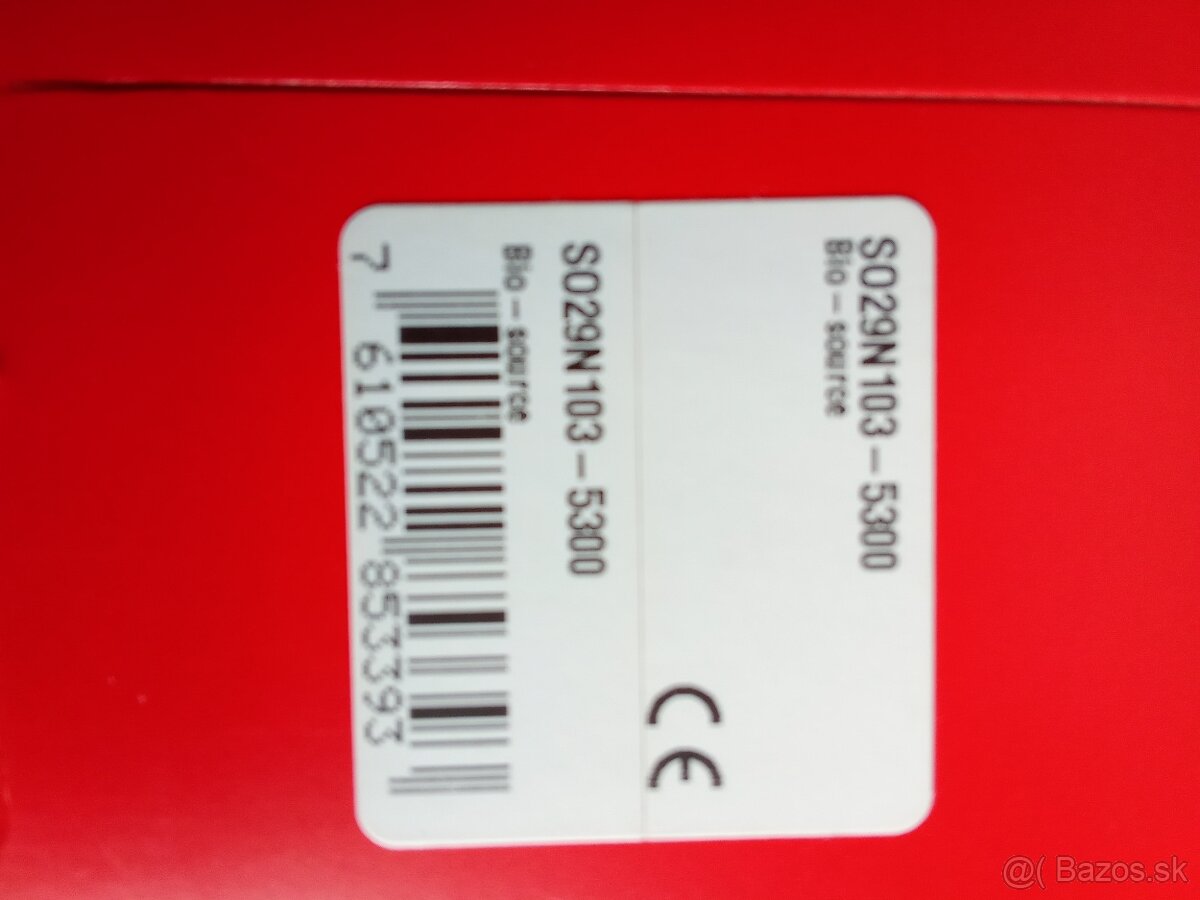 SO29N103-5300
Bio-source
CE
SO29N103-5300
Bio-source
7 610522 853393
@( Bazos.sk